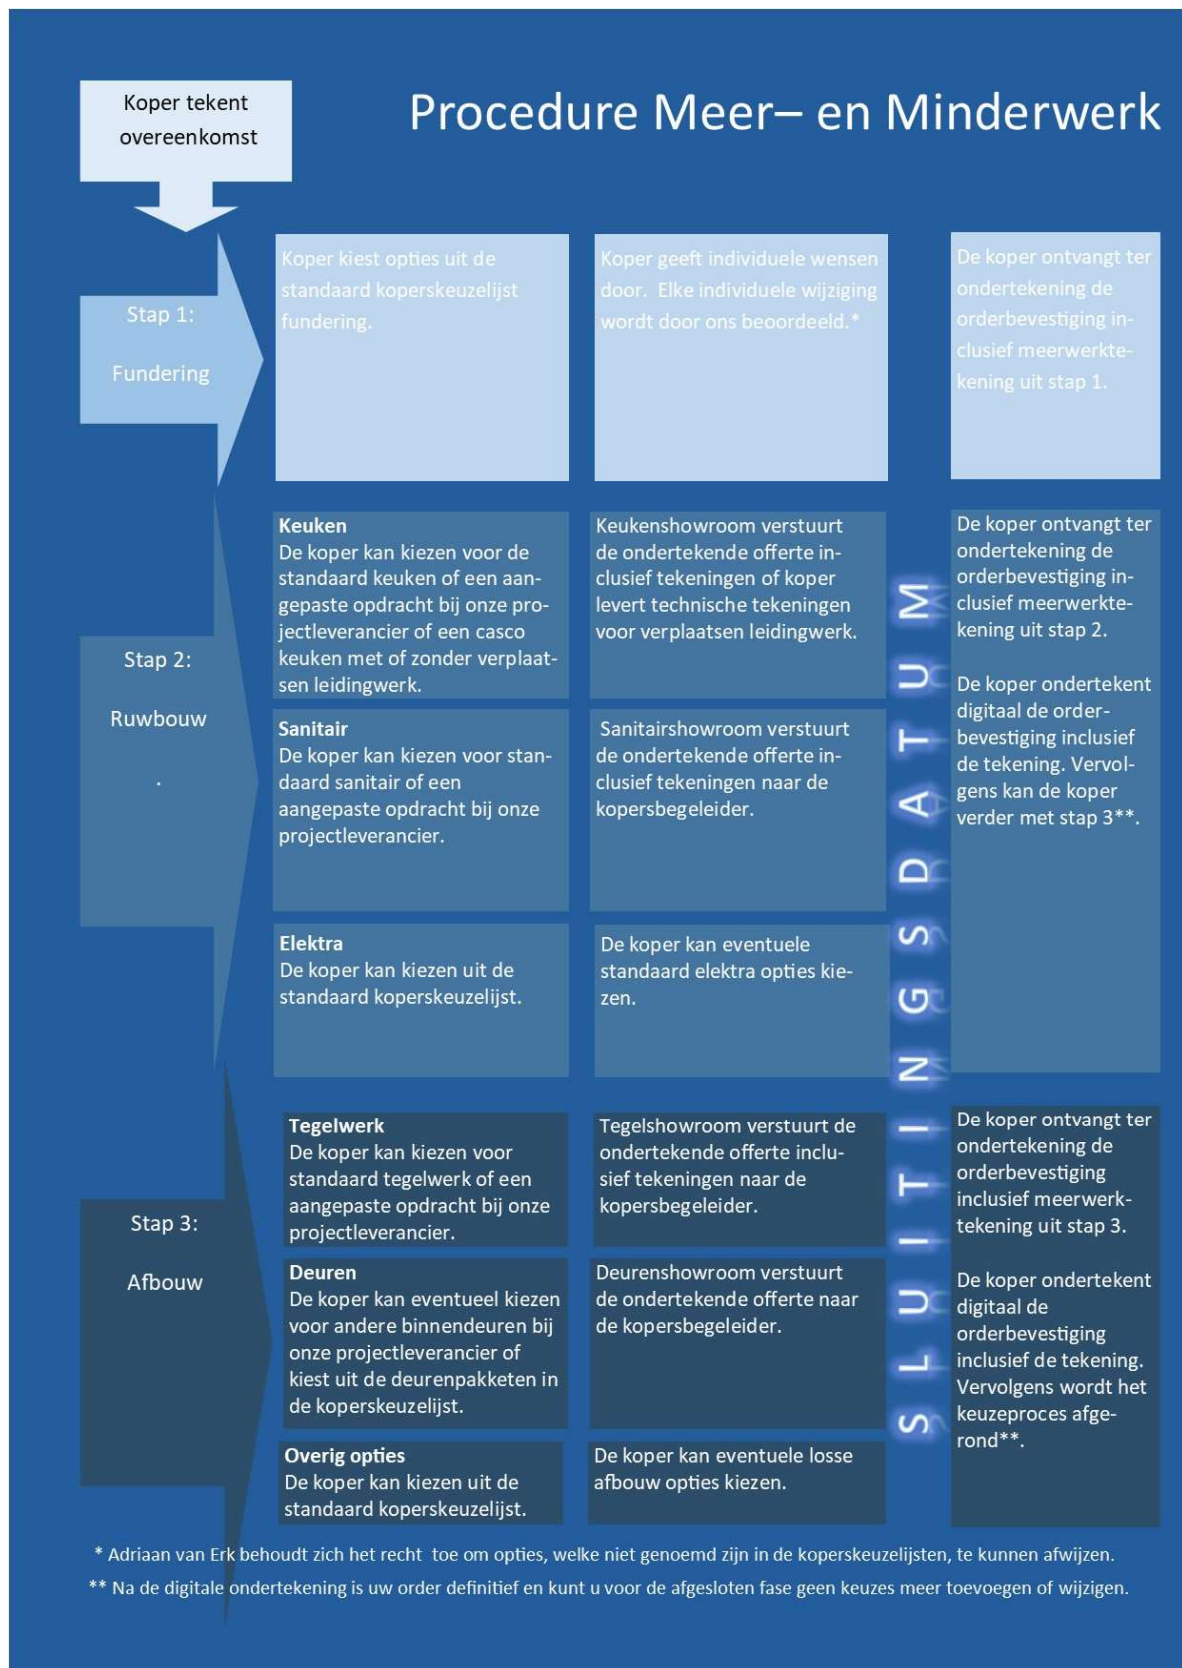 Koper tekent
overeenkomst
Procedure Meer– en Minderwerk
Stap 1:
Fundering
Koper kiest opties uit de
standaard koperskeuzelijst
fundering.
Koper geeft individuele wensen
door.  Elke individuele wijziging
wordt door ons beoordeeld.*
De koper ontvangt ter
ondertekening de
orderbevestiging in-
clusief meerwerkte-
kening uit stap 1.
Stap 2:
Ruwbouw
.
Keuken
De koper kan kiezen voor de
standaard keuken of een aan-
gepaste opdracht bij onze pro-
jectleverancier of een casco
keuken met of zonder verplaat-
sen leidingwerk.
Keukenshowroom verstuurt
de ondertekende offerte in-
clusief tekeningen of koper
levert technische tekeningen
voor verplaatsen leidingwerk.
Sanitair
De koper kan kiezen voor stan-
daard sanitair of een
aangepaste opdracht bij onze
projectleverancier.
Sanitairshowroom verstuurt
de ondertekende offerte in-
clusief tekeningen naar de
kopersbegeleider.
Elektra
De koper kan kiezen uit de
standaard koperskeuzelijst.
De koper kan eventuele
standaard elektra opties kie-
zen.
SLUITINGSDATUM
De koper ontvangt ter
ondertekening de
orderbevestiging in-
clusief meerwerkte-
kening uit stap 2.
De koper ondertekent
digitaal de order-
bevestiging inclusief
de tekening. Vervol-
gens kan de koper
verder met stap 3**.
Stap 3:
Afbouw
Tegelwerk
De koper kan kiezen voor
standaard tegelwerk of een
aangepaste opdracht bij onze
projectleverancier.
Tegelshowroom verstuurt de
ondertekende offerte inclu-
sief tekeningen naar de
kopersbegeleider.
Deuren
De koper kan eventueel kiezen
voor andere binnendeuren bij
onze projectleverancier of
kiest uit de deurenpakketen in
de koperskeuzelijst.
Deurenshowroom verstuurt
de ondertekende offerte naar
de kopersbegeleider.
Overig opties
De koper kan kiezen uit de
standaard koperskeuzelijst.
De koper kan eventuele losse
afbouw opties kiezen.
De koper ontvangt ter
ondertekening de
orderbevestiging
inclusief meerwerk-
tekening uit stap 3.
De koper ondertekent
digitaal de
orderbevestiging
inclusief de tekening.
Vervolgens wordt het
keuzeproces afge-
rond**.
* Adriaan van Erk behoudt zich het recht  toe om opties, welke niet genoemd zijn in de koperskeuzelijsten, te kunnen afwijzen.
** Na de digitale ondertekening is uw order definitief en kunt u voor de afgesloten fase geen keuzes meer toevoegen of wijzigen.